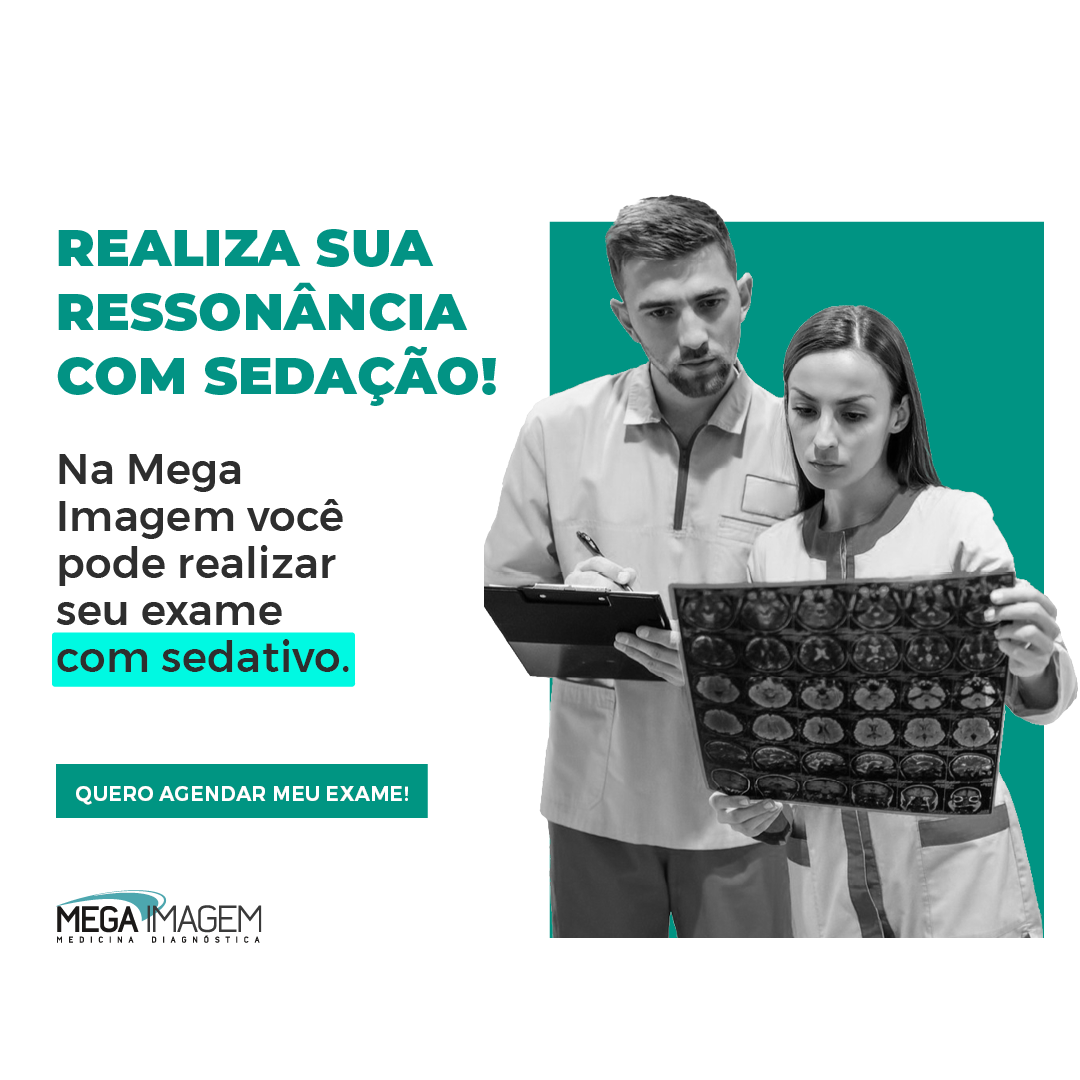 REALIZA SUA
RESSONÂNCIA
COM SEDAÇÃO!
Na Mega
Imagem você
pode realizar
seu exame
com sedativo.
QUERO AGENDAR MEU EXAME!
MEGA IMAGEM
MEDICINA DIAGNÓSTICA